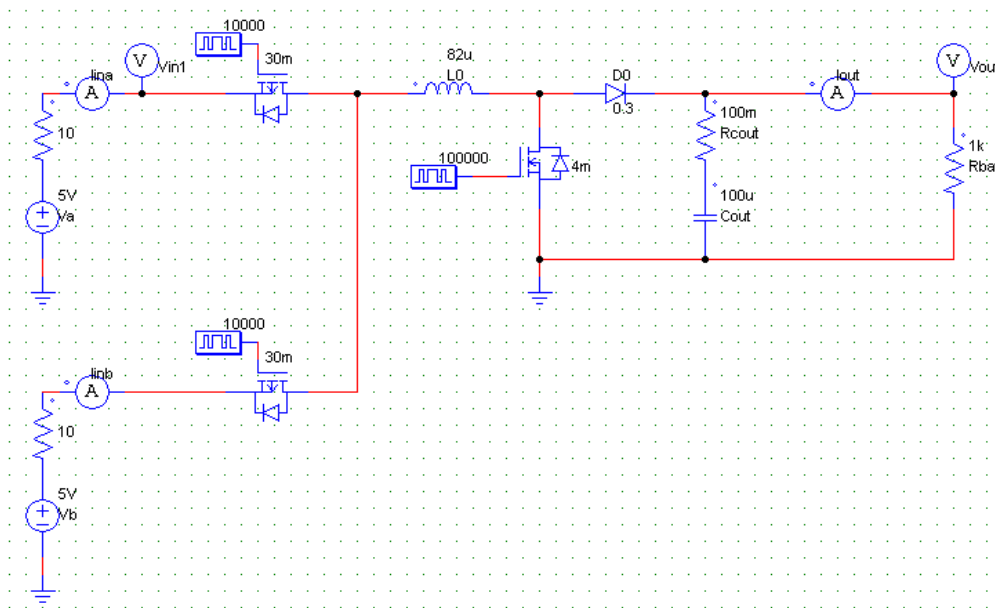 10000
30m
Iina
V
Vin1
A
10
5V
Va
82u
L0
D0
0.3
Iout
A
V
Vou
100000
4m
100m
Rcout
100u
Cout
1k
Rba
10000
30m
Iinb
A
10
5V
Vb